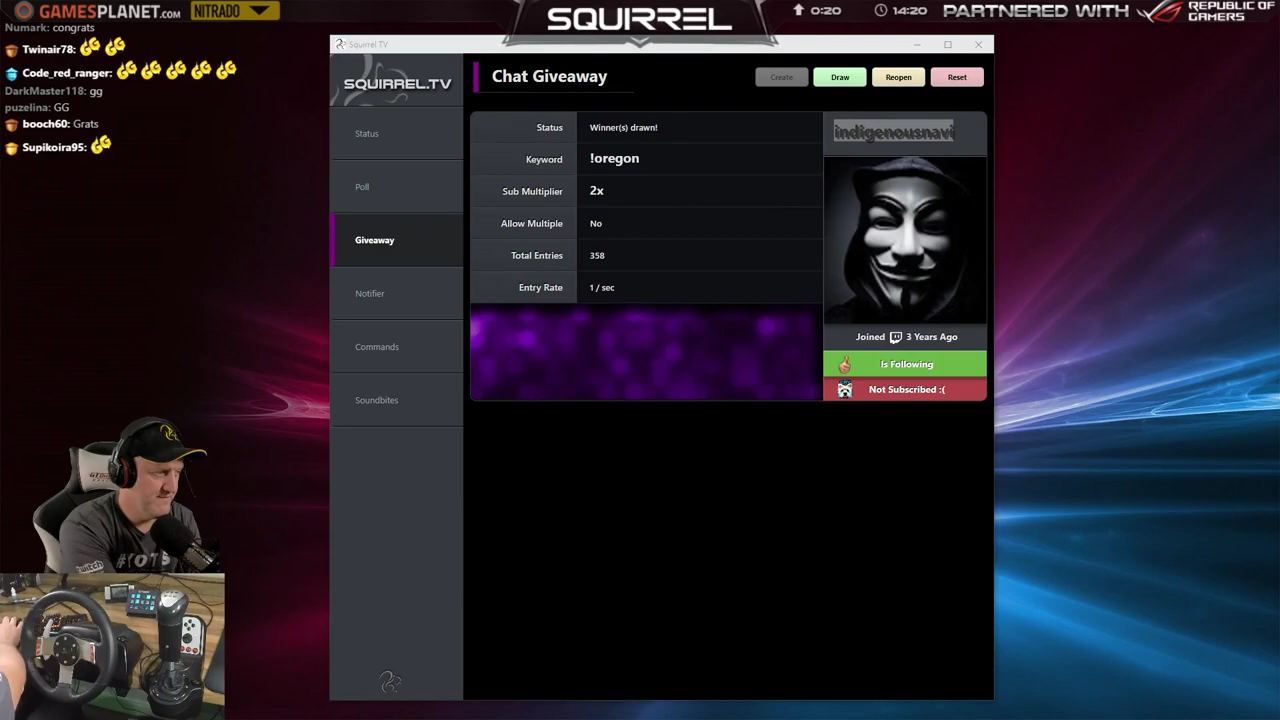 GAMESPLANET.COM
NITRADO
SQUIRREL
0:20
14:20
PARTNERED WITH
REPUBLIC OF
GAMERS
Numark: congrats
Twinair78:
Code_red_ranger:
DarkMaster118: gg
puzelina: GG
booch60: Grats
Supikoira95:
Squirrel TV
SQUIRREL.TV
Status
Poll
Giveaway
Notifier
Commands
Soundbites
Chat Giveaway
Create
Draw
Reopen
Reset
Status Winner(s) drawn!
Keyword !oregon
Sub Multiplier 2x
Allow Multiple No
Total Entries 358
Entry Rate 1 / sec
indigenousnavi
Joined 3 Years Ago
Is Following
Not Subscribed :(
twitch